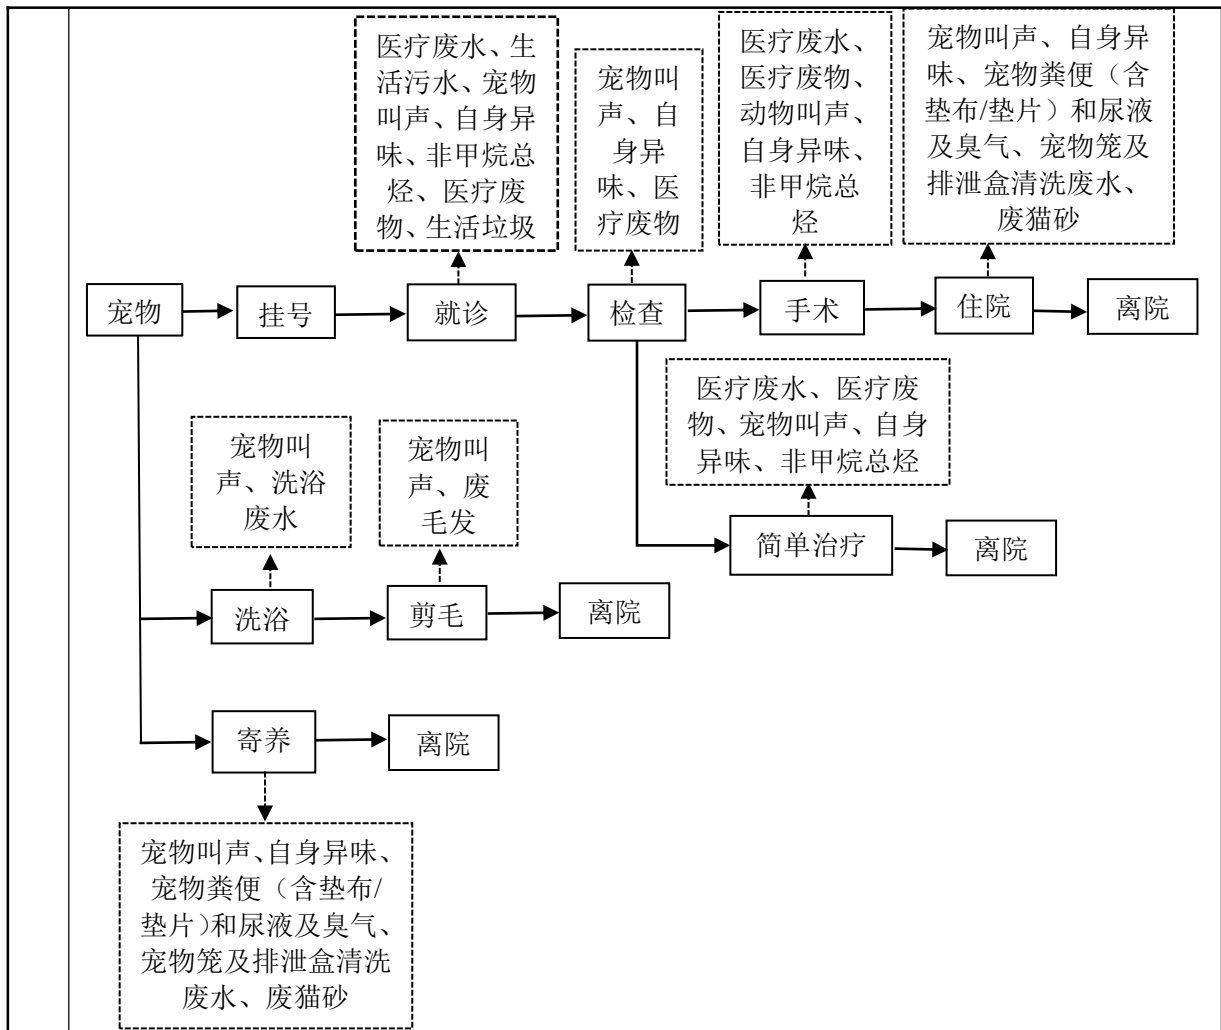 医疗废水、生
活污水、宠物
叫声、自身异
味、非甲烷总
烃、医疗废
物、生活垃圾
宠物叫
声、自
身异
味、医
疗废物
医疗废水、
医疗废物、
动物叫声、
自身异味、
非甲烷总
烃
宠物叫声、自身异
味、宠物粪便（含
垫布/垫片）和尿液
及臭气、宠物笼及
排泄盒清洗废水、
废猫砂
宠物
挂号
就诊
检查
手术
住院
离院
医疗废水、医疗废
物、宠物叫声、自身
异味、非甲烷总烃
简单治疗
离院
宠物叫
声、洗浴
废水
宠物叫
声、废
毛发
洗浴
剪毛
离院
寄养
离院
宠物叫声、自身异味、
宠物粪便（含垫布/
垫片）和尿液及臭气、
宠物笼及排泄盒清洗
废水、废猫砂